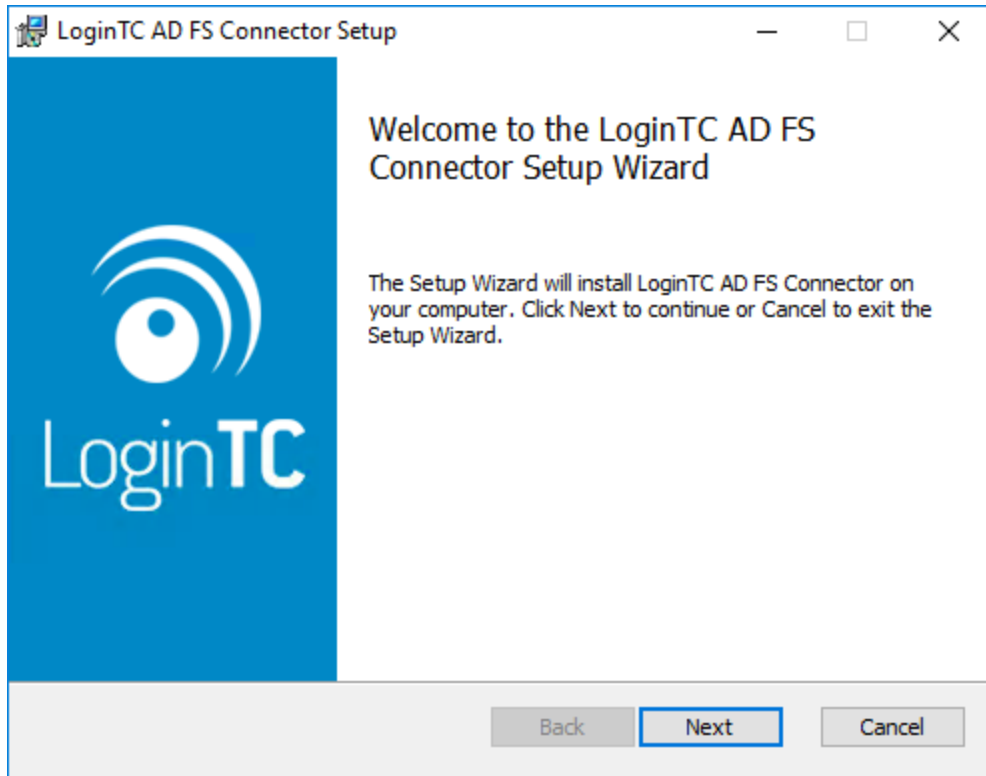 LoginTC AD FS Connector Setup
Welcome to the LoginTC AD FS
Connector Setup Wizard
The Setup Wizard will install LoginTC AD FS Connector on
your computer. Click Next to continue or Cancel to exit the
Setup Wizard.
LoginTC
Back
Next
Cancel